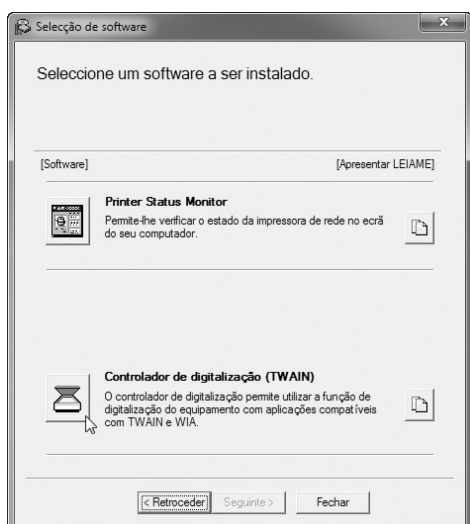 Selecção de software
Seleccione um software a ser instalado.
[Software] [Apresentar LEIAME]
Printer Status Monitor
Permite-lhe verificar o estado da impressora de rede no ecrã
do seu computador.
Controlador de digitalização (TWAIN)
O controlador de digitalização permite utilizar a função de
digitalização do equipamento com aplicações compatíveis
com TWAIN e WIA.
< Retroceder Seguinte > Fechar